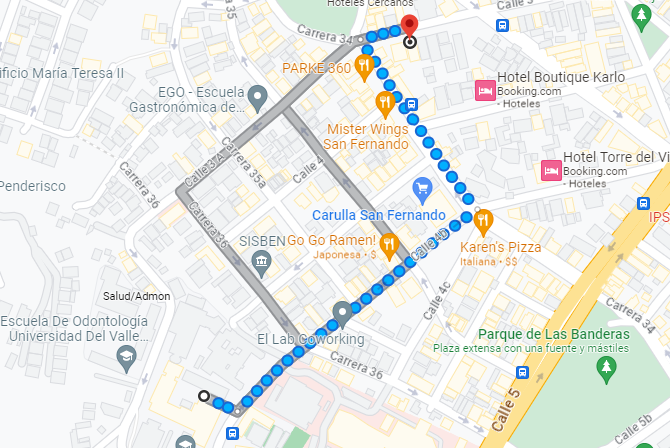 Hoteles Cercanos
Carrera 34
Calle 3
Carrera 35
PARKE 360
ificio María Teresa II
EGO - Escuela
Gastronómica de...
Hotel Boutique Karlo
Booking.com
- Hoteles
Mister Wings
San Fernando
Carrera 35a
Calle 3 A
Calle 4
Hotel Torre del Vi
Booking.com
- Hoteles
Penderisco
Carrera 36
Carrera 36
Carulla San Fernando
Calle 4B
SISBEN
Go Go Ramen!
Japonesa • $
Karen's Pizza
Italiana • $$
IPS
Salud/Admon
Calle 4c
Carrera 34
Escuela De Odontología
Universidad Del Valle...
El Lab Coworking
Parque de Las Banderas
Plaza extensa con una fuente y mástiles
Carrera 36
Calle 5
Calle 5b